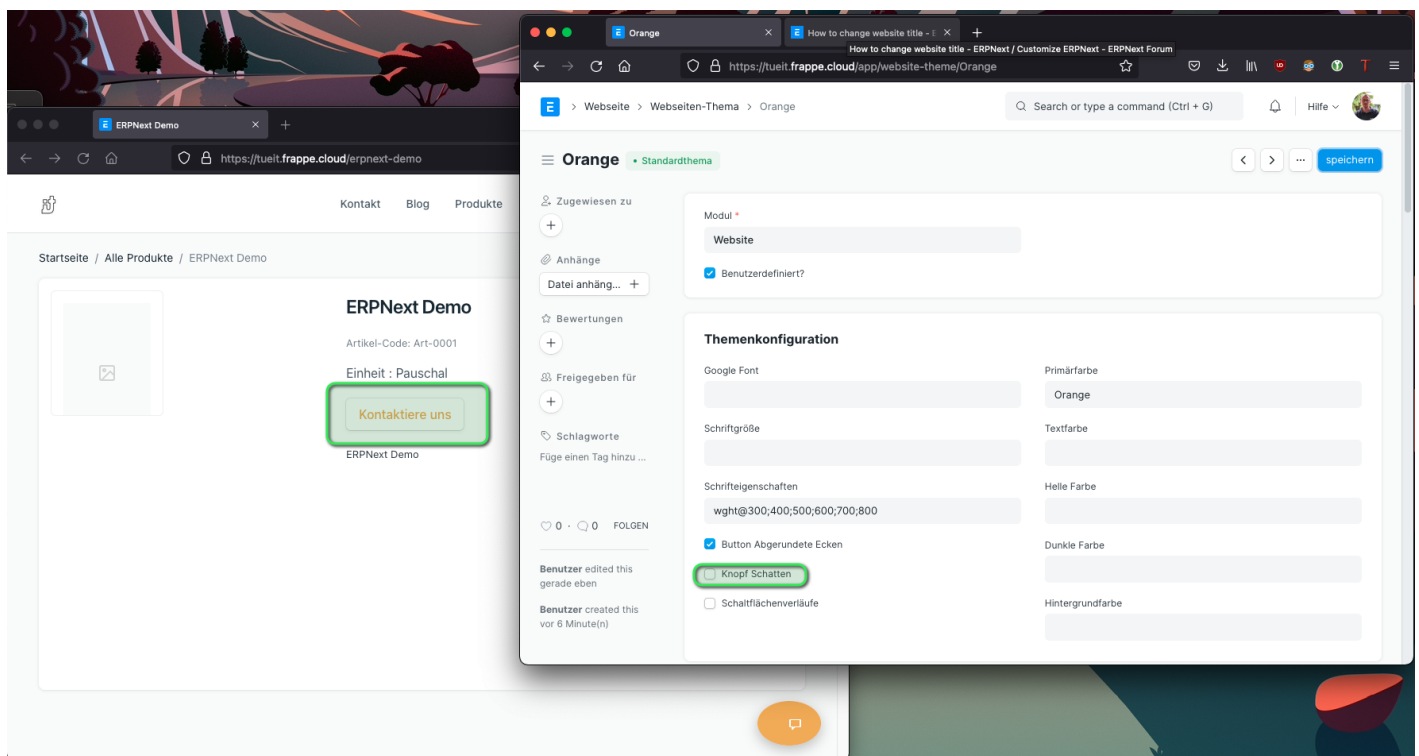 ERPNext Demo
https://tueit.frappe.cloud/erpnext-demo
Kontakt Blog Produkte
Startseite / Alle Produkte / ERPNext Demo
ERPNext Demo
Artikel-Code: Art-0001
Einheit : Pauschal
Kontaktiere uns
ERPNext Demo
Orange
How to change website title - E
How to change website title - ERPNext / Customize ERPNext - ERPNext Forum
https://tueit.frappe.cloud/app/website-theme/Orange
E > Webseite > Webseiten-Thema > Orange
Search or type a command (Ctrl + G)
Hilfe
Orange
Standardthema
speichern
Zugewiesen zu
Anhänge
Datei anhäng... +
Bewertungen
Freigegeben für
Schlagworte
Füge einen Tag hinzu ...
0 · 0 FOLGEN
Benutzer edited this
gerade eben
Benutzer created this
vor 6 Minute(n)
Modul *
Website
Benutzerdefiniert?
Themenkonfiguration
Google Font
Schriftgröße
Schrifteigenschaften
wght@300;400;500;600;700;800
Button Abgerundete Ecken
Knopf Schatten
Schaltflächenverläufe
Primärfarbe
Orange
Textfarbe
Helle Farbe
Dunkle Farbe
Hintergrundfarbe